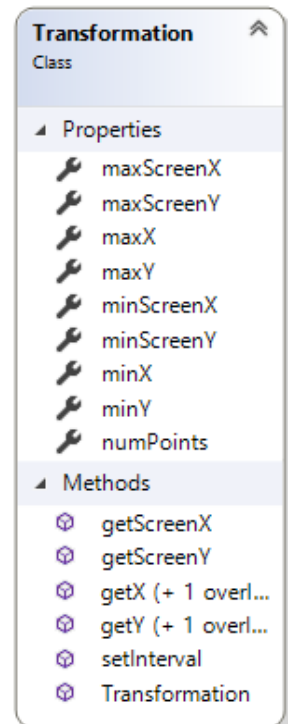 Transformation
Class
Properties
maxScreenX
maxScreenY
maxX
maxY
minScreenX
minScreenY
minX
minY
numPoints
Methods
getScreenX
getScreenY
getX (+ 1 overl...
getY (+ 1 overl...
setInterval
Transformation